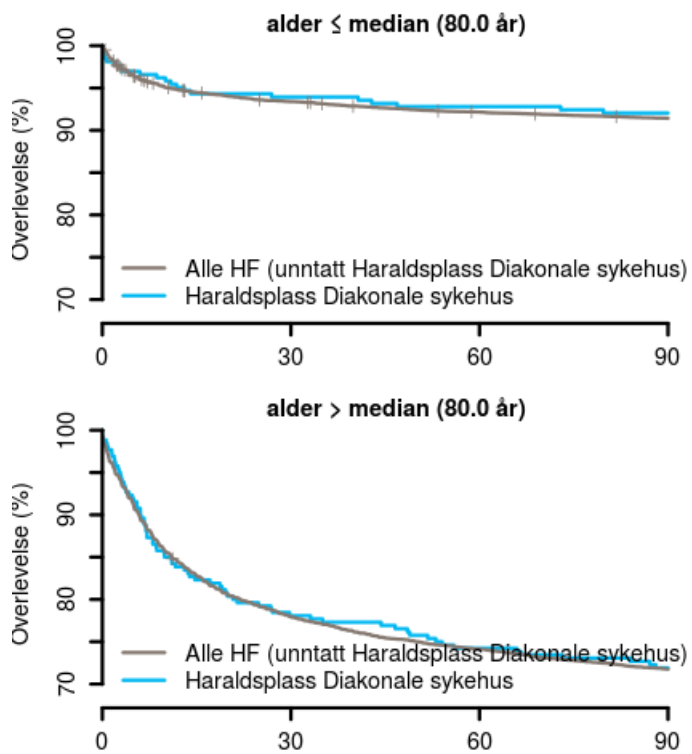 alder ≤ median (80.0 år)
Overlevelse (%)
100
90
80
70
Alle HF (unntatt Haraldsplass Diakonale sykehus)
Haraldsplass Diakonale sykehus
0 30 60 90
alder > median (80.0 år)
Overlevelse (%)
100
90
80
70
Alle HF (unntatt Haraldsplass Diakonale sykehus)
Haraldsplass Diakonale sykehus
0 30 60 90